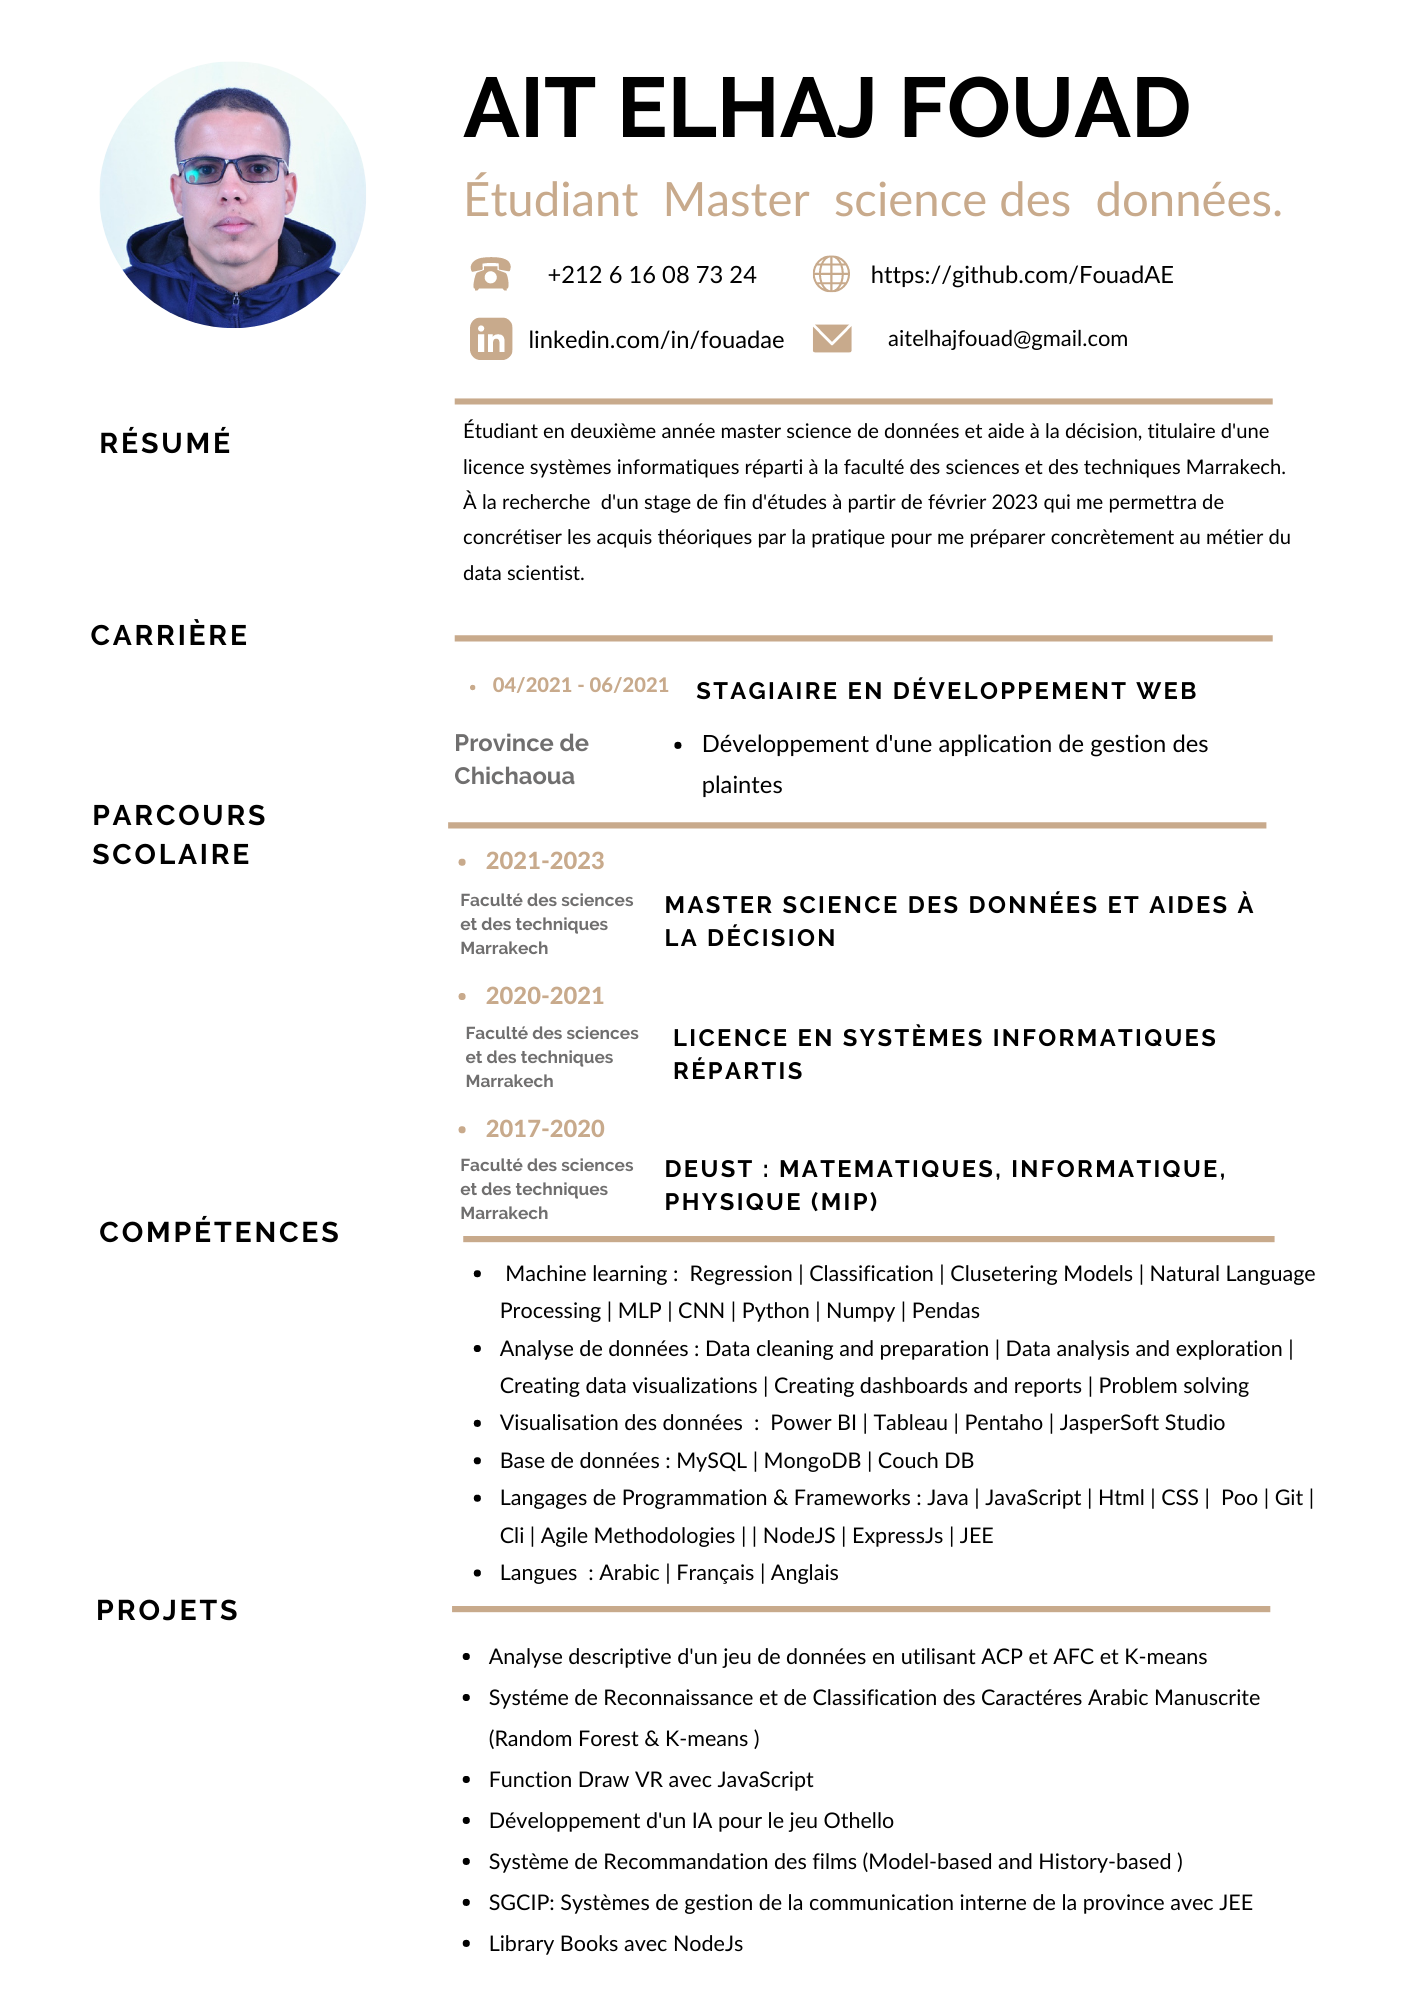 AIT ELHAJ FOUAD
Étudiant Master science des données.
+212 6 16 08 73 24
https://github.com/FouadAE
linkedin.com/in/fouadae
aitelhajfouad@gmail.com
RÉSUMÉ
Étudiant en deuxième année master science de données et aide à la décision, titulaire d'une
licence systèmes informatiques réparti à la faculté des sciences et des techniques Marrakech.
À la recherche d'un stage de fin d'études à partir de février 2023 qui me permettra de
concrétiser les acquis théoriques par la pratique pour me préparer concrètement au métier du
data scientist.
CARRIÈRE
• 04/2021 - 06/2021
STAGIAIRE EN DÉVELOPPEMENT WEB
Province de
Chichaoua
• Développement d'une application de gestion des
plaintes
PARCOURS
SCOLAIRE
• 2021-2023
Faculté des sciences
et des techniques
Marrakech
MASTER SCIENCE DES DONNÉES ET AIDES À
LA DÉCISION
• 2020-2021
Faculté des sciences
et des techniques
Marrakech
LICENCE EN SYSTÈMES INFORMATIQUES
RÉPARTIS
• 2017-2020
Faculté des sciences
et des techniques
Marrakech
DEUST : MATEMATIQUES, INFORMATIQUE,
PHYSIQUE (MIP)
COMPÉTENCES
• Machine learning : Regression | Classification | Clusetering Models | Natural Language
Processing | MLP | CNN | Python | Numpy | Pendas
• Analyse de données : Data cleaning and preparation | Data analysis and exploration |
Creating data visualizations | Creating dashboards and reports | Problem solving
• Visualisation des données : Power BI | Tableau | Pentaho | JasperSoft Studio
• Base de données : MySQL | MongoDB | Couch DB
• Langages de Programmation & Frameworks : Java | JavaScript | Html | CSS | Poo | Git |
Cli | Agile Methodologies | | NodeJS | ExpressJs | JEE
• Langues : Arabic | Français | Anglais
PROJETS
• Analyse descriptive d'un jeu de données en utilisant ACP et AFC et K-means
• Systéme de Reconnaissance et de Classification des Caractéres Arabic Manuscrite
(Random Forest & K-means )
• Function Draw VR avec JavaScript
• Développement d'un IA pour le jeu Othello
• Système de Recommandation des films (Model-based and History-based )
• SGCIP: Systèmes de gestion de la communication interne de la province avec JEE
• Library Books avec NodeJs